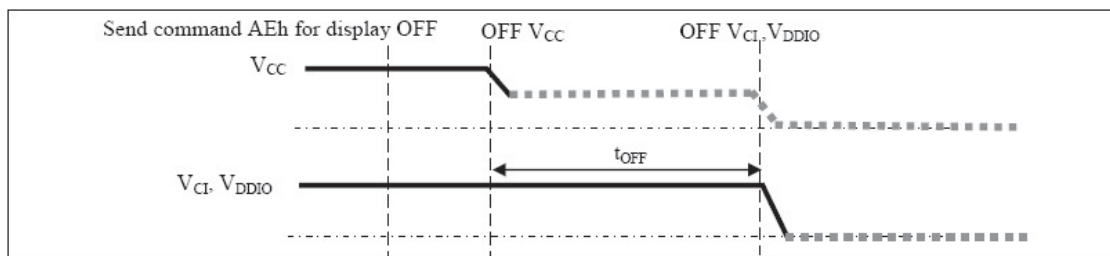 Send command AEh for display OFF
OFF VCC
OFF VCI ,VDDIO
VCC
tOFF
VCI, VDDIO